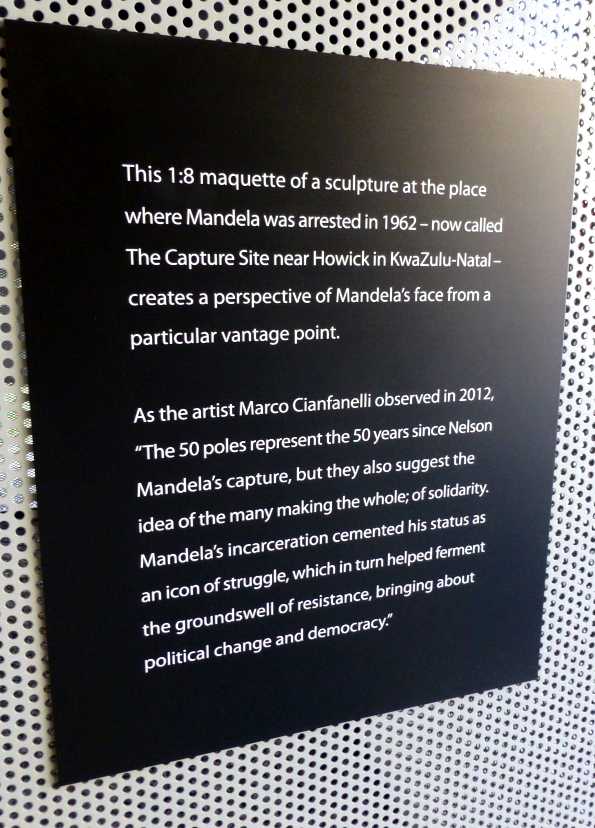 This 1:8 maquette of a sculpture at the place
where Mandela was arrested in 1962 – now called
The Capture Site near Howick in KwaZulu-Natal –
creates a perspective of Mandela’s face from a
particular vantage point.
As the artist Marco Cianfanelli observed in 2012,
“The 50 poles represent the 50 years since Nelson
Mandela’s capture, but they also suggest the
idea of the many making the whole; of solidarity.
Mandela’s incarceration cemented his status as
an icon of struggle, which in turn helped ferment
the groundswell of resistance, bringing about
political change and democracy.”